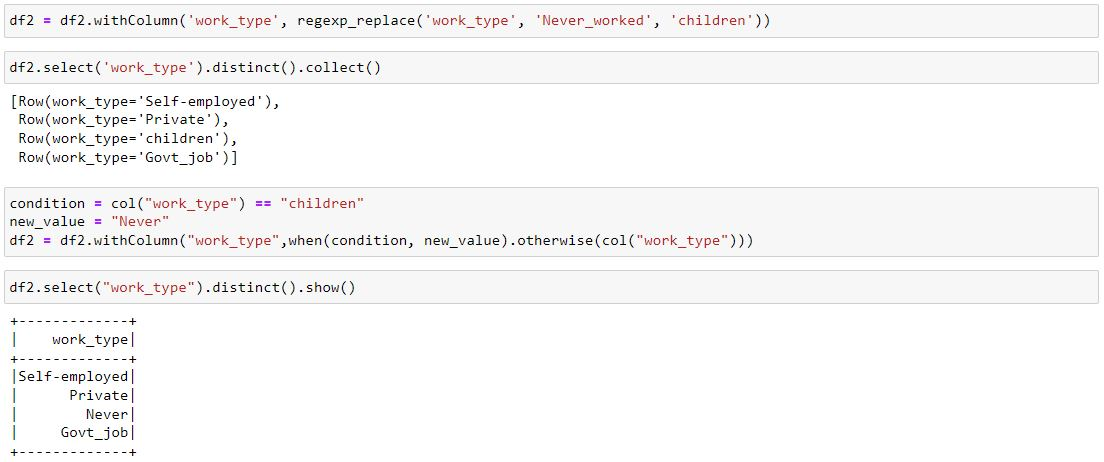 df2 = df2.withColumn('work_type', regexp_replace('work_type', 'Never_worked', 'children'))
df2.select('work_type').distinct().collect()
[Row(work_type='Self-employed'),
 Row(work_type='Private'),
 Row(work_type='children'),
 Row(work_type='Govt_job')]
condition = col("work_type") == "children"
new_value = "Never"
df2 = df2.withColumn("work_type",when(condition, new_value).otherwise(col("work_type")))
df2.select("work_type").distinct().show()
+-------------+
|    work_type|
+-------------+
|Self-employed|
|      Private|
|        Never|
|     Govt_job|
+-------------+